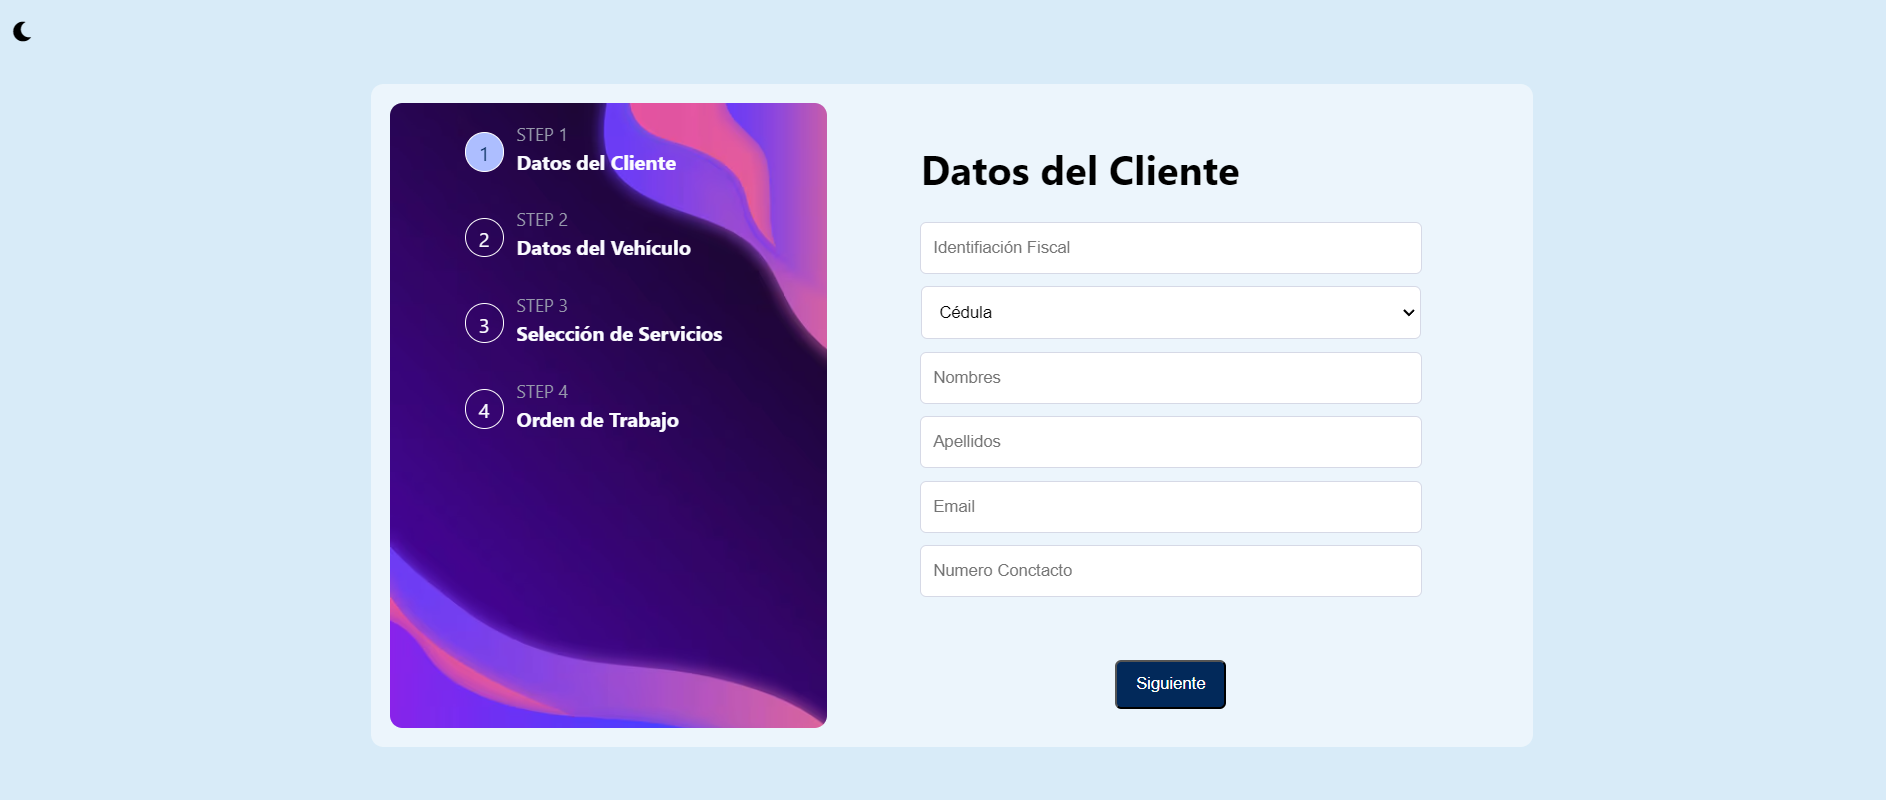 1
STEP 1
Datos del Cliente
2
STEP 2
Datos del Vehículo
3
STEP 3
Selección de Servicios
4
STEP 4
Orden de Trabajo
Datos del Cliente
Identifiación Fiscal
Cédula
Nombres
Apellidos
Email
Numero Conctacto
Siguiente